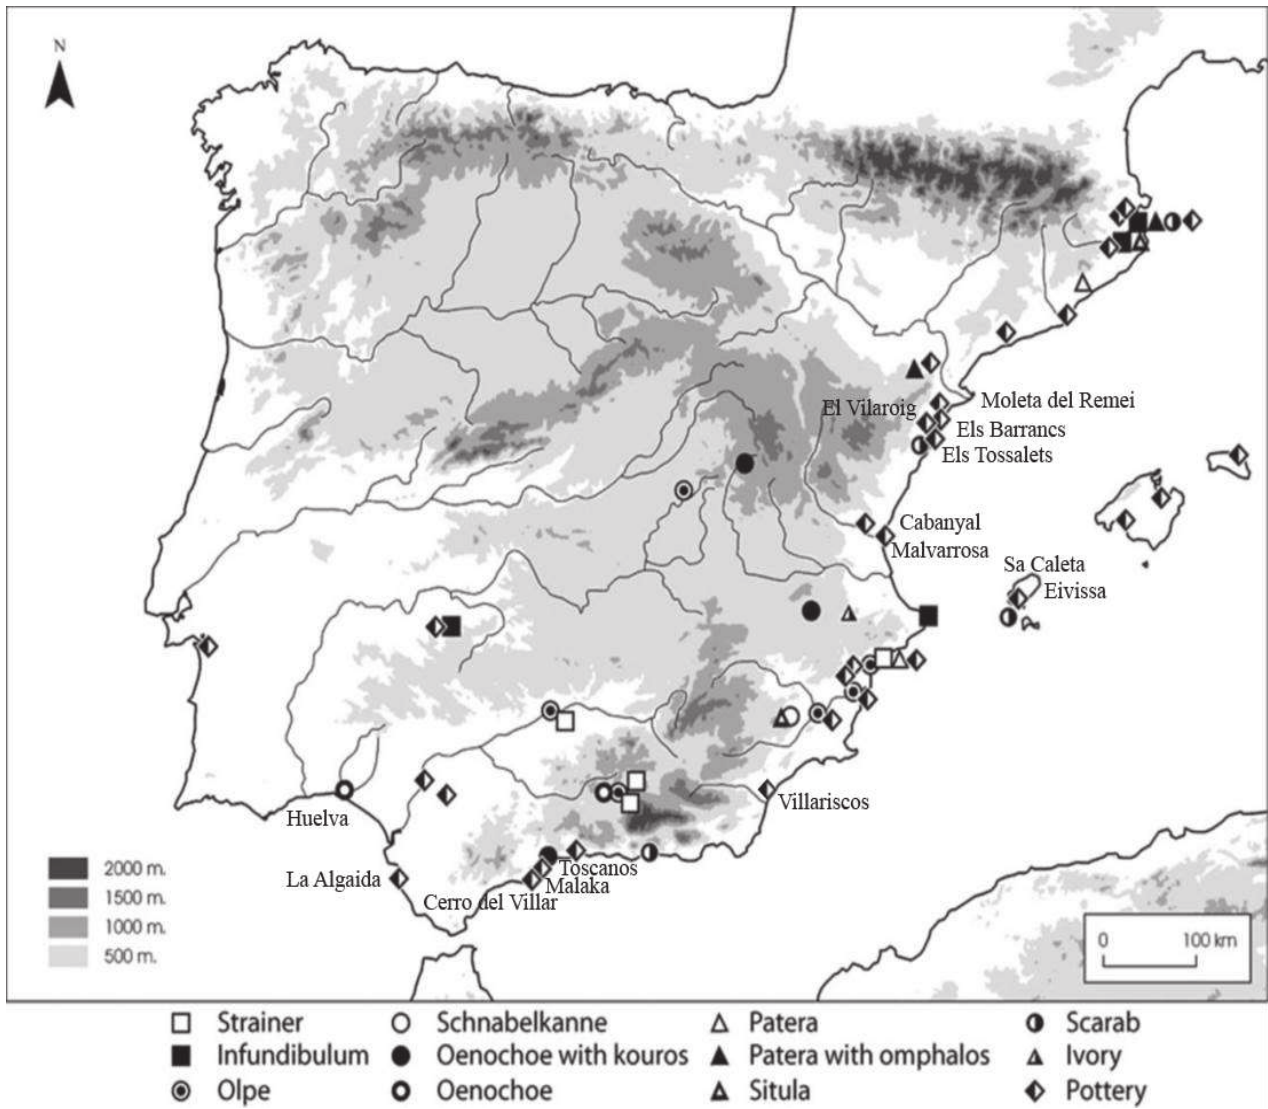 N
El Vilaroig
Moleta del Remei
Els Barrancs
Els Tossalets
Cabanyal
Malvarrosa
Sa Caleta
Eivissa
Villariscos
Huelva
La Algaida
Toscanos
Malaka
Cerro del Villar
2000 m.
1500 m.
1000 m.
500 m.
0 100 km
Strainer Schnabelkanne Patera Scarab
Infundibulum Oenochoe with kouros Patera with omphalos Ivory
Olpe Oenochoe Situla Pottery